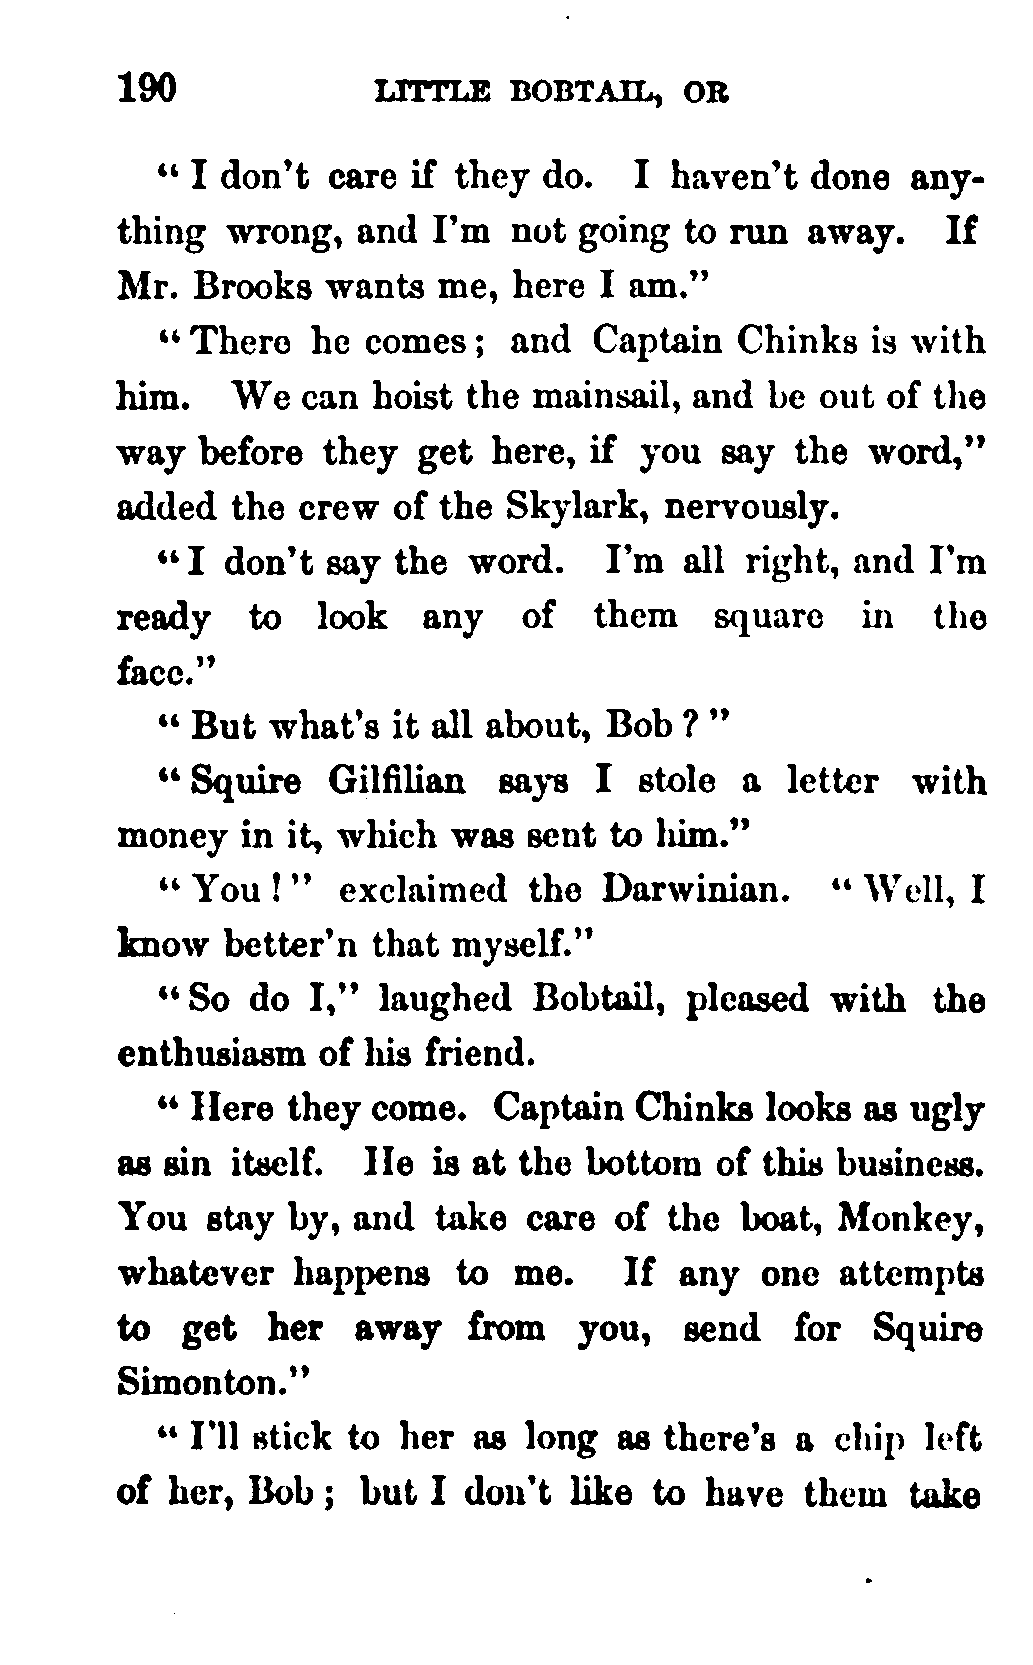 190 LITTLE BOBTAIL, OR
" I don't care if they do. I haven't done any-
thing wrong, and I'm not going to run away. If
Mr. Brooks wants me, here I am."
" There he comes; and Captain Chinks is with
him. We can hoist the mainsail, and be out of the
way before they get here, if you say the word,"
added the crew of the Skylark, nervously.
" I don't say the word. I'm all right, and I'm
ready to look any of them square in the
face."
" But what's it all about, Bob ? "
" Squire Gilfilian says I stole a letter with
money in it, which was sent to him."
" You ! " exclaimed the Darwinian. " Well, I
know better'n that myself."
" So do I," laughed Bobtail, pleased with the
enthusiasm of his friend.
" Here they come. Captain Chinks looks as ugly
as sin itself. He is at the bottom of this business.
You stay by, and take care of the boat, Monkey,
whatever happens to me. If any one attempts
to get her away from you, send for Squire
Simonton."
" I'll stick to her as long as there's a chip left
of her, Bob ; but I don't like to have them take